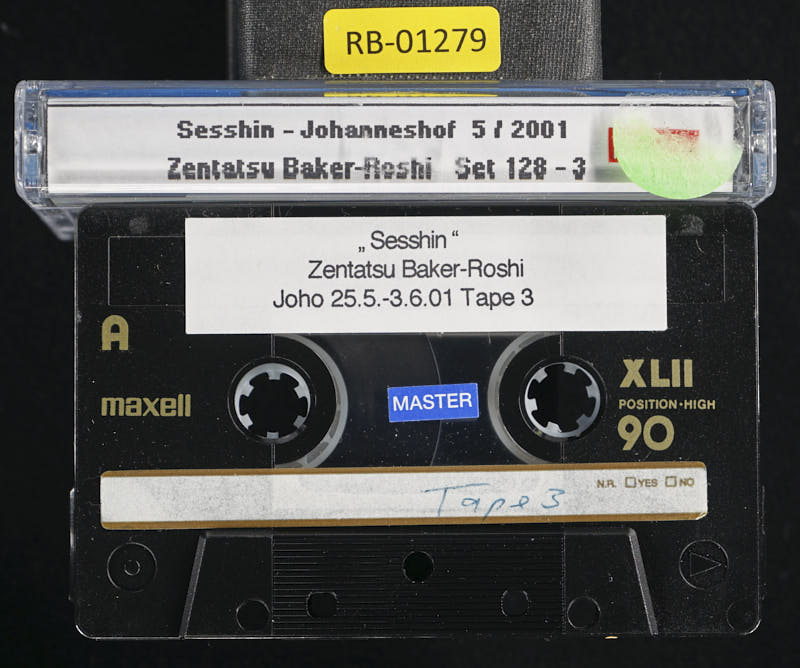 RB-01279
Sesshin - Johanneshof 5 / 2001
Zentatsu Baker-Roshi Set 128 - 3
„Sesshin“
Zentatsu Baker-Roshi
Joho 25.5.-3.6.01 Tape 3
A
maxell
MASTER
XLII
POSITION·HIGH
90
N.R. □YES □NO
Tape 3